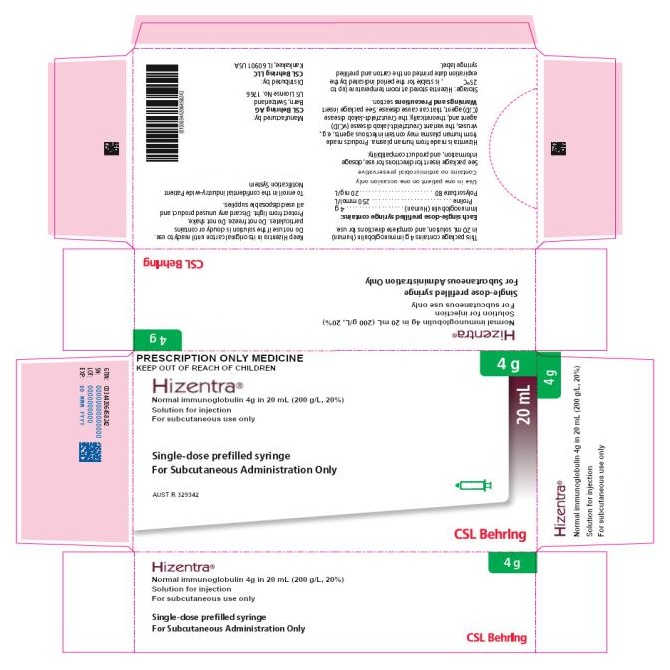 This package contains 4 g immunoglobulin (human)
in 20 mL solution, and complete directions for use.
Each single-dose prefilled syringe contains:
Immunoglobulin (Human) .................. 4 g
Proline ............................... 250 mmol/L
Polysorbate 80 ........................ 20 mg/L
Use in one patient on one occasion only
Contains no antimicrobial preservative
See package insert for directions for use, dosage
information, and product compatibility.
Hizentra is made from human plasma. Products made
from human plasma may contain infectious agents, e.g.,
viruses, the variant Creutzfeldt-Jakob disease (vCJD)
agent and, theoretically, the Creutzfeldt-Jakob disease
(CJD) agent, that can cause disease. See package insert
Warnings and Precautions section.
Storage: Hizentra stored at room temperature (up to
25°C , is stable for the period indicated by the
expiration date printed on the carton and prefilled
syringe label.
Keep Hizentra in its original carton until ready to use.
Do not use if the solution is cloudy or contains
particulates. Do not freeze. Do not shake.
Protect from light. Discard any unused product and
all used disposable supplies.
To enroll in the confidential industry-wide Patient
Notification System
Manufactured by:
CSL Behring AG
Bern, Switzerland
US License No. 1766
Distributed by:
CSL Behring LLC
Kankakee, IL 60901 USA
Hizentra®
Normal immunoglobulin 4g in 20 mL (200 g/L, 20%)
Solution for injection
For subcutaneous use only
Single-dose prefilled syringe
For Subcutaneous Administration Only
CSL Behring
4 g
PRESCRIPTION ONLY MEDICINE
KEEP OUT OF REACH OF CHILDREN
Hizentra®
Normal immunoglobulin 4g in 20 mL (200 g/L, 20%)
Solution for injection
For subcutaneous use only
Single-dose prefilled syringe
For Subcutaneous Administration Only
AUST R 329342
4 g
20 mL
CSL Behring
GTIN:
SN:
LOT:
EXP:
4 g
Hizentra®
Normal immunoglobulin 4g in 20 mL (200 g/L, 20%)
Solution for injection
For subcutaneous use only
Hizentra®
Normal immunoglobulin 4g in 20 mL (200 g/L, 20%)
Solution for injection
For subcutaneous use only
Single-dose prefilled syringe
For Subcutaneous Administration Only
4 g
CSL Behring